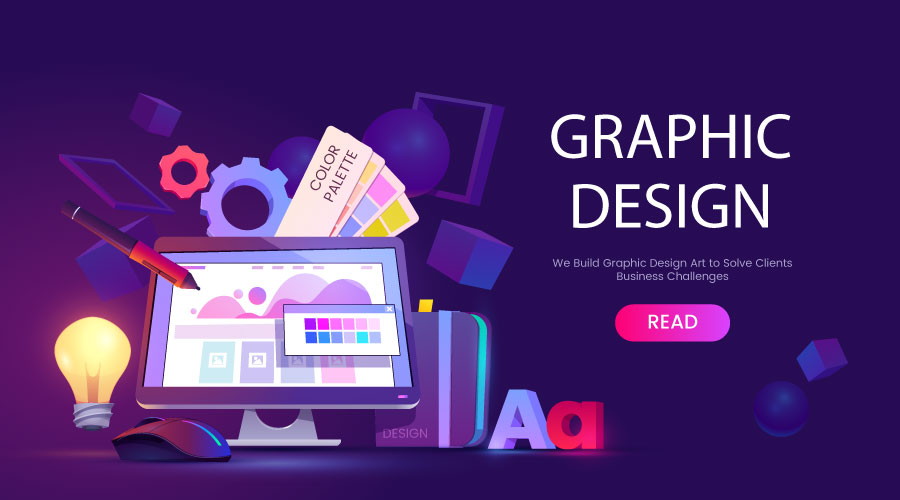 GRAPHIC
DESIGN
We Build Graphic Design Art to Solve Clients
Business Challenges
READ
COLOR
PALETTE
DESIGN
Aa